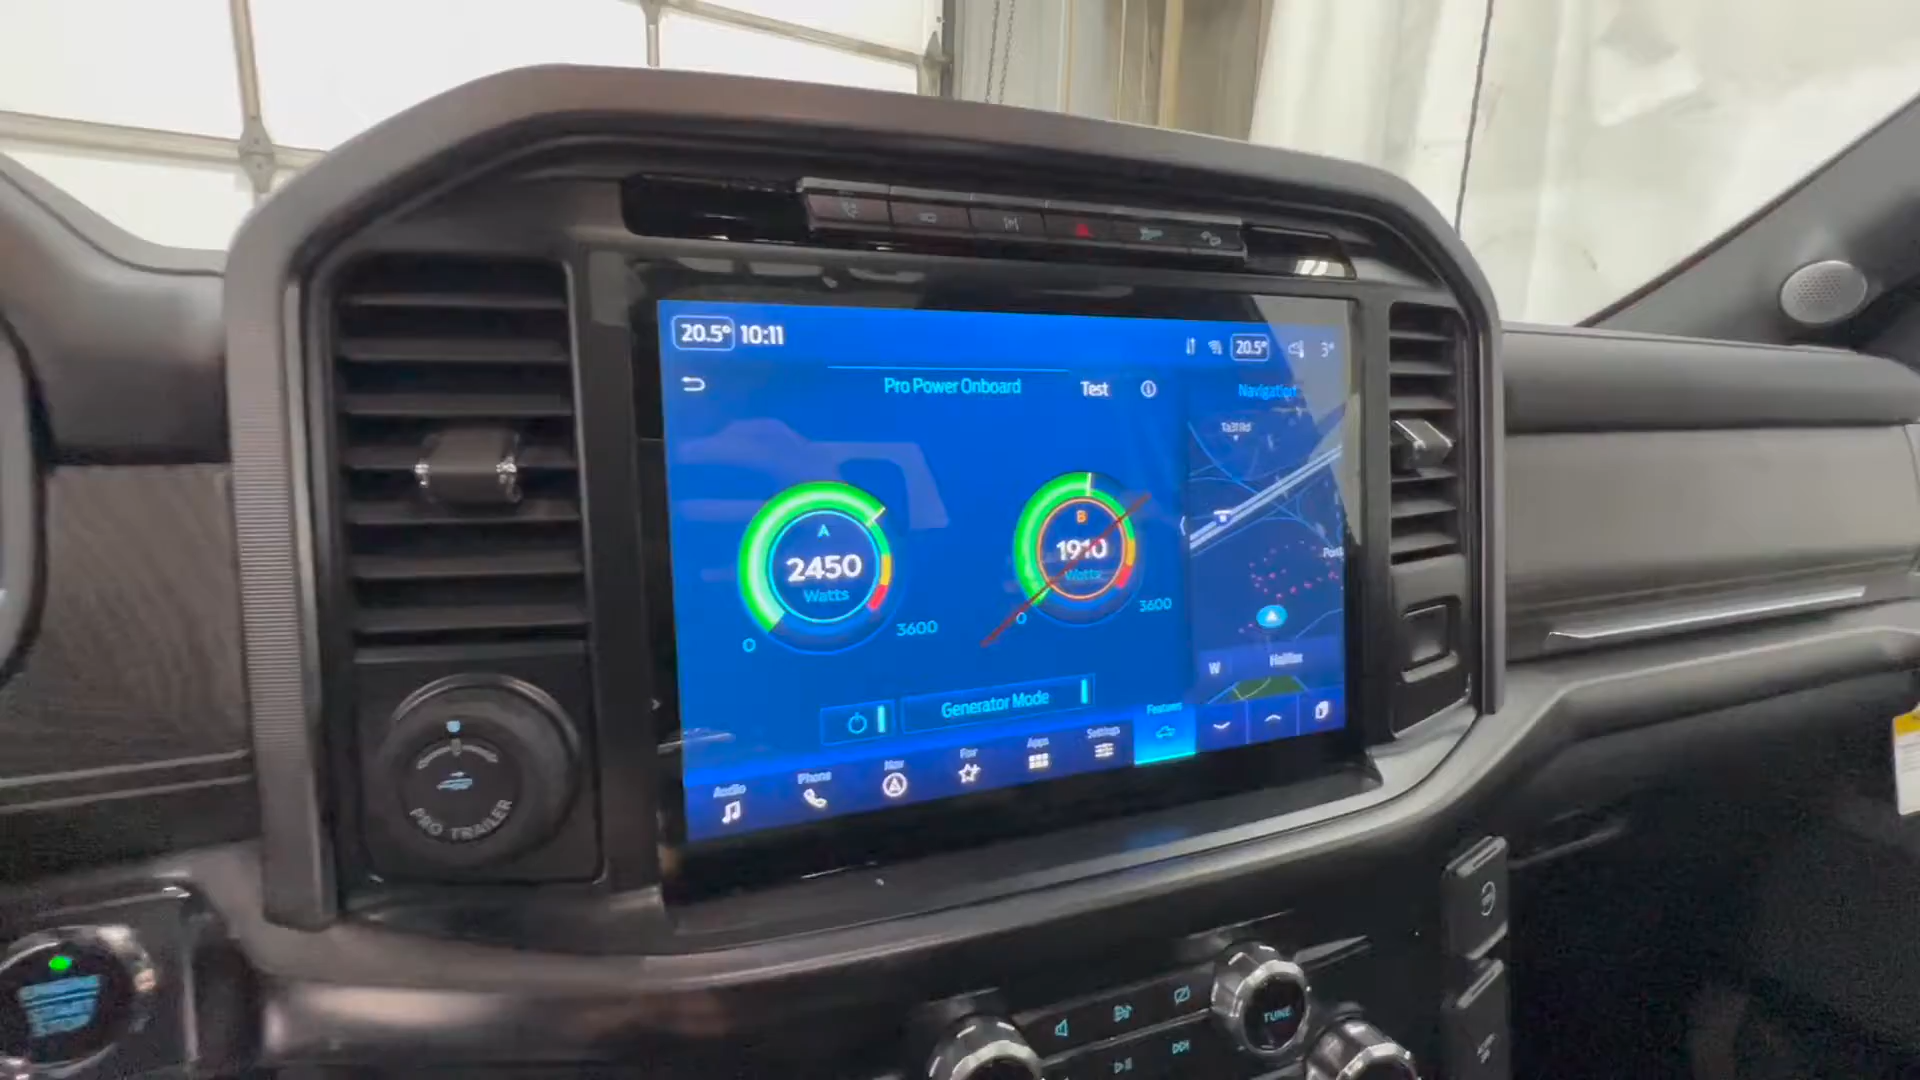 20.5° 10:11
20.5° 3°
Pro Power Onboard Test
Navigation
A
2450
Watts
0
3600
B
1910
Watts
0
3600
W
Halifax
Generator Mode
Audio
Phone
Nav
Apps
Settings
Features
PRO TRAILER
TUNE